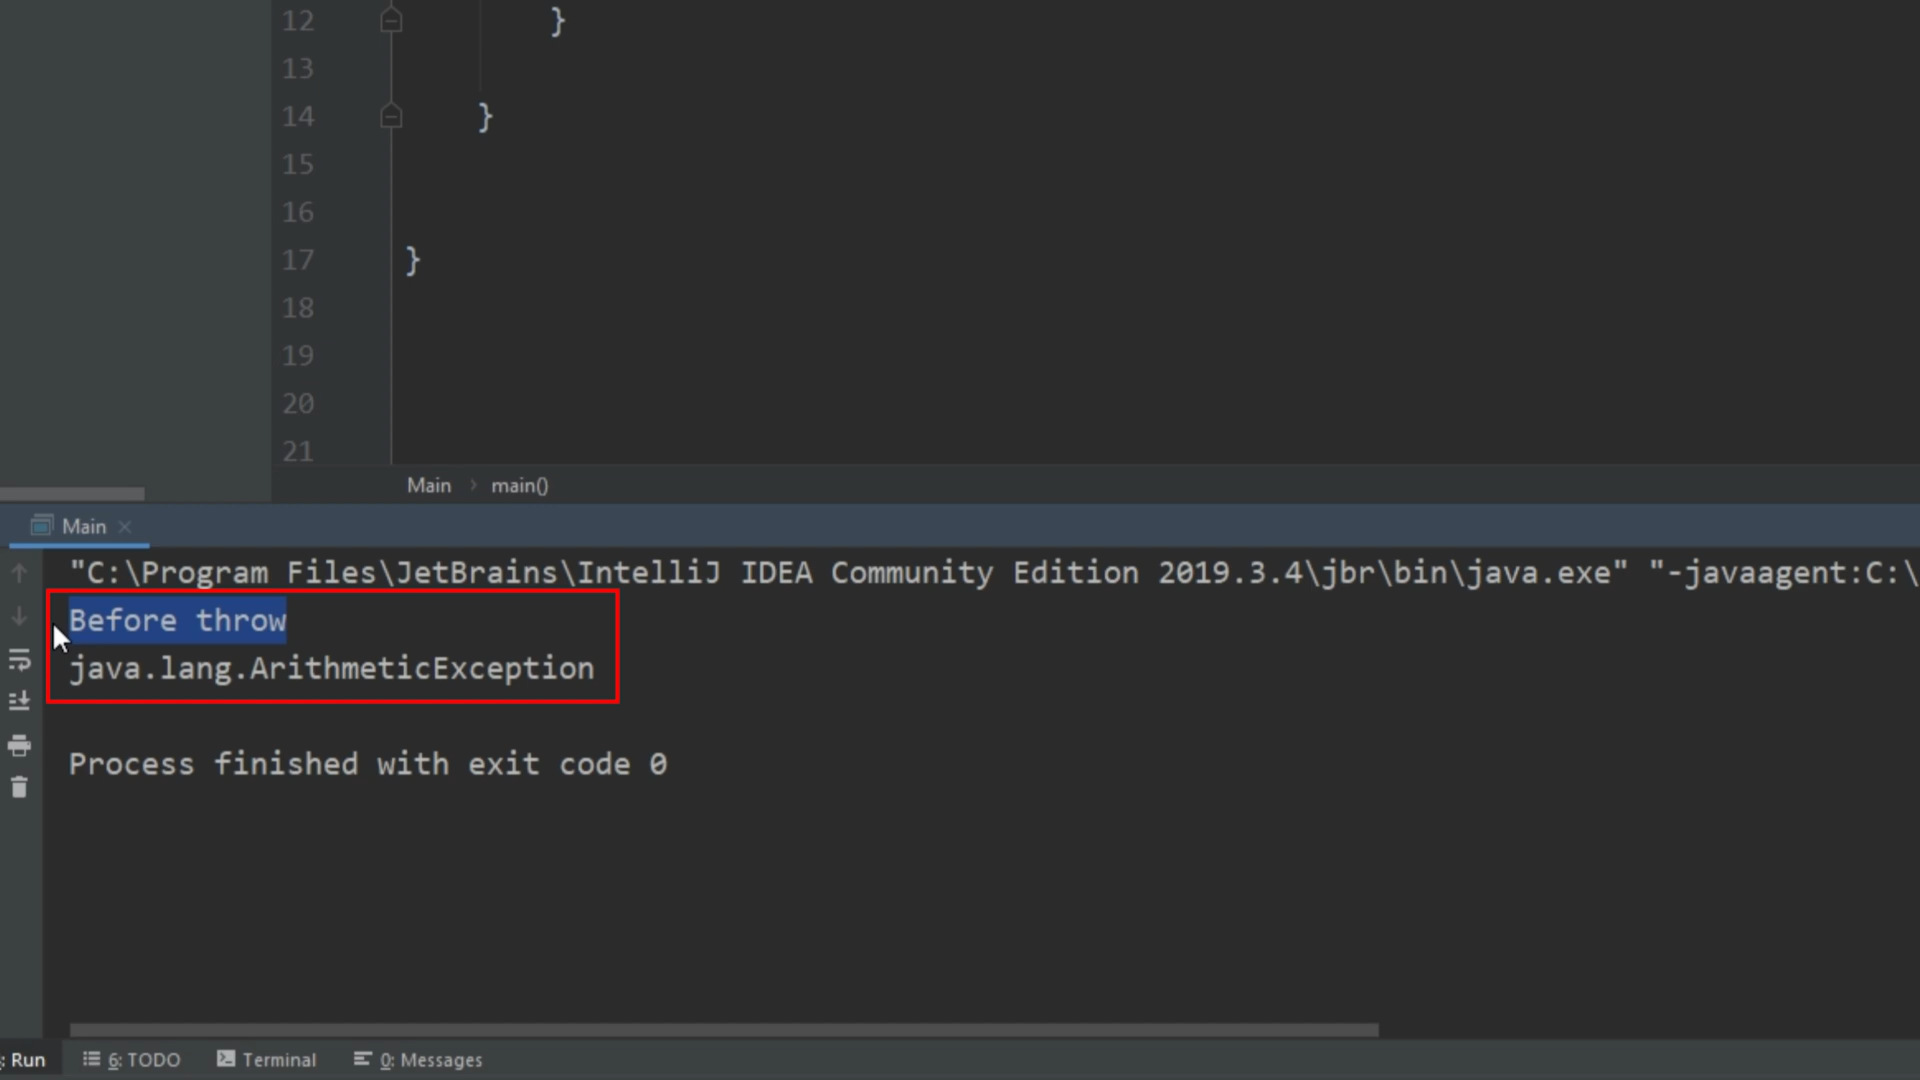 12 }
13
14 }
15
16
17 }
18
19
20
21
Main > main()
Main ×
"C:\Program Files\JetBrains\IntelliJ IDEA Community Edition 2019.3.4\jbr\bin\java.exe" "-javaagent:C:\
Before throw
java.lang.ArithmeticException
Process finished with exit code 0
: Run 6: TODO Terminal 0: Messages